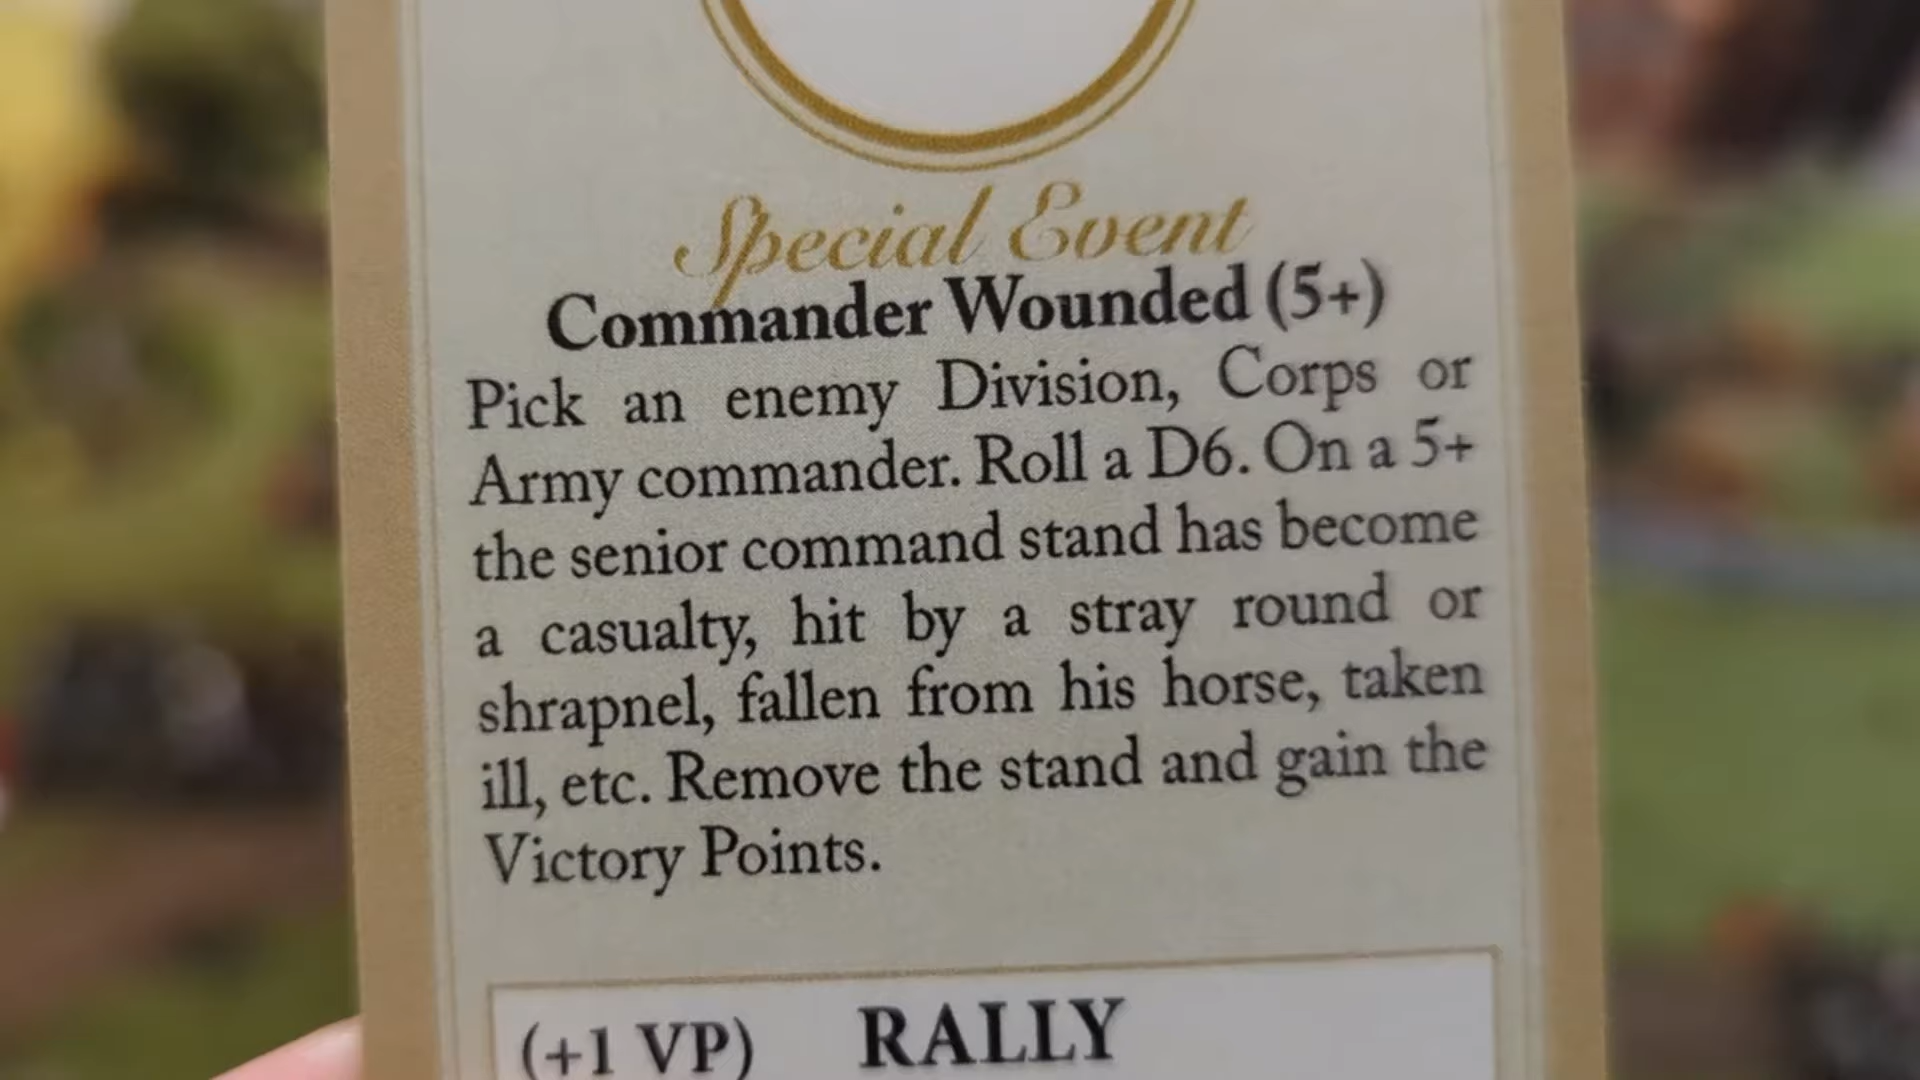 Special Event
Commander Wounded (5+)
Pick an enemy Division, Corps or
Army commander. Roll a D6. On a 5+
the senior command stand has become
a casualty, hit by a stray round or
shrapnel, fallen from his horse, taken
ill, etc. Remove the stand and gain the
Victory Points.
(+1 VP) RALLY